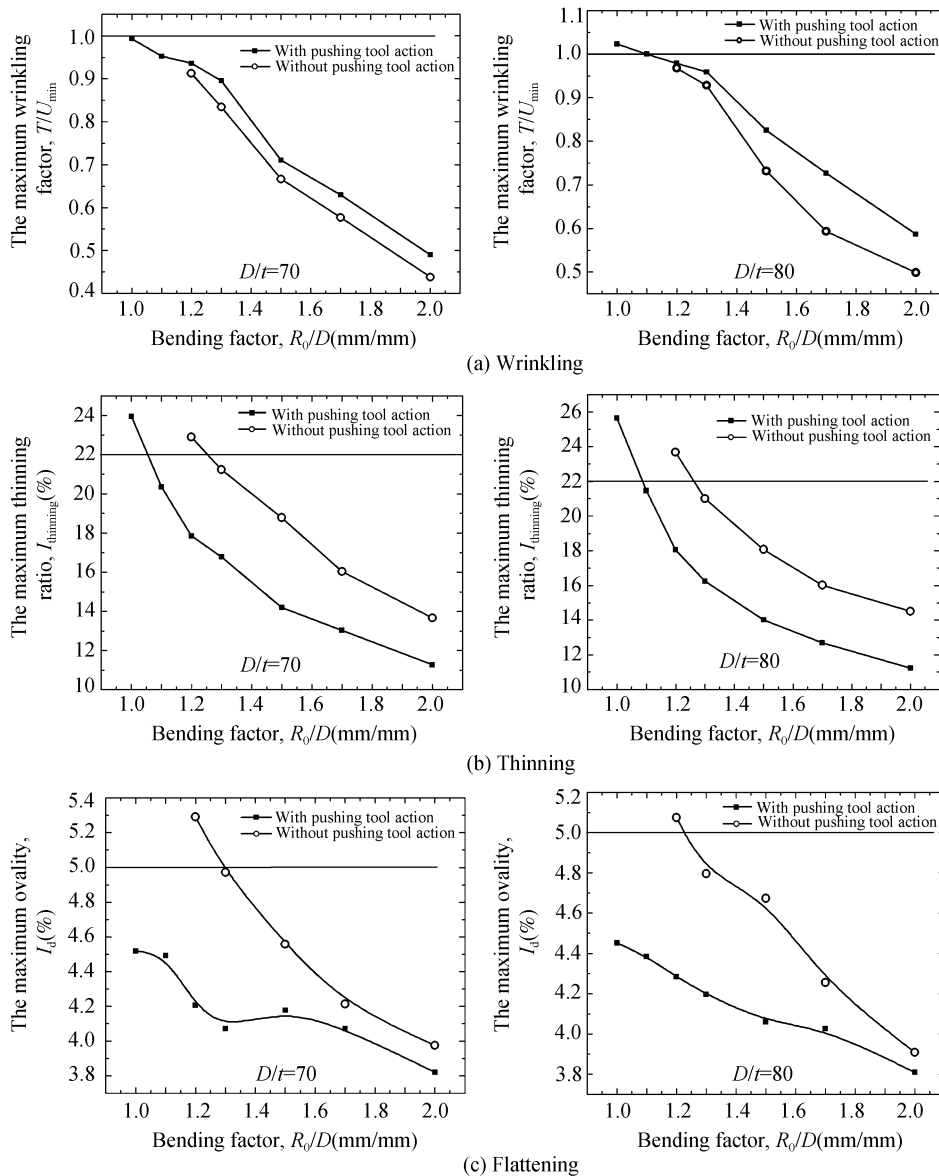 The maximum wrinkling
factor, T/Umin
1.0
0.9
0.8
0.7
0.6
0.5
0.4
With pushing tool action
Without pushing tool action
D/t=70
1.0 1.2 1.4 1.6 1.8 2.0
Bending factor, R0/D(mm/mm)
The maximum wrinkling
factor, T/Umin
1.1
1.0
0.9
0.8
0.7
0.6
0.5
With pushing tool action
Without pushing tool action
D/t=80
1.0 1.2 1.4 1.6 1.8 2.0
Bending factor, R0/D(mm/mm)
(a) Wrinkling
The maximum thinning
ratio, Ithinning(%)
24
22
20
18
16
14
12
10
With pushing tool action
Without pushing tool action
D/t=70
1.0 1.2 1.4 1.6 1.8 2.0
Bending factor, R0/D(mm/mm)
The maximum thinning
ratio, Ithinning(%)
26
24
22
20
18
16
14
12
10
With pushing tool action
Without pushing tool action
D/t=80
1.0 1.2 1.4 1.6 1.8 2.0
Bending factor, R0/D(mm/mm)
(b) Thinning
The maximum ovality,
Id(%)
5.4
5.2
5.0
4.8
4.6
4.4
4.2
4.0
3.8
With pushing tool action
Without pushing tool action
D/t=70
1.0 1.2 1.4 1.6 1.8 2.0
Bending factor, R0/D(mm/mm)
The maximum ovality,
Id(%)
5.2
5.0
4.8
4.6
4.4
4.2
4.0
3.8
With pushing tool action
Without pushing tool action
D/t=80
1.0 1.2 1.4 1.6 1.8 2.0
Bending factor, R0/D(mm/mm)
(c) Flattening